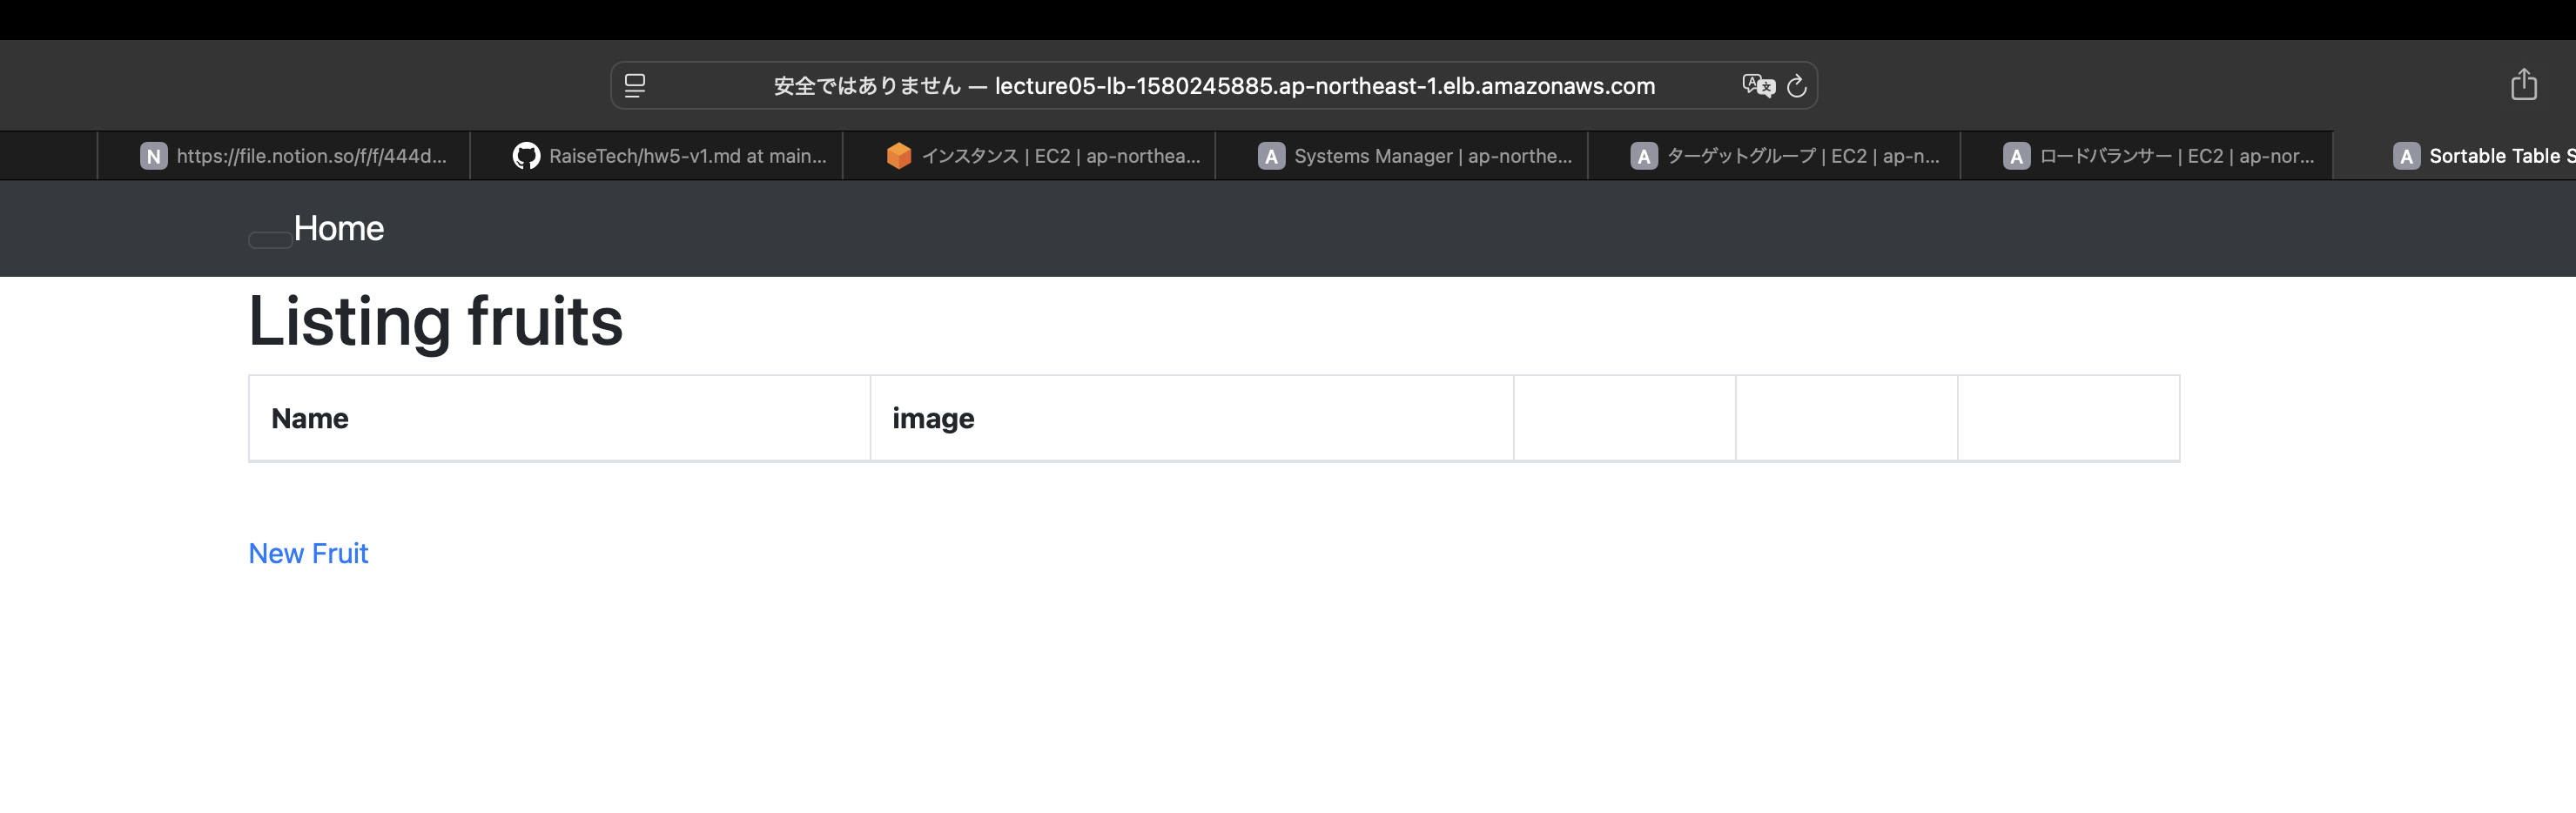 安全ではありません — lecture05-lb-1580245885.ap-northeast-1.elb.amazonaws.com
N https://file.notion.so/f/f/444d...
RaiseTech/hw5-v1.md at main...
インスタンス | EC2 | ap-northea...
A Systems Manager | ap-northe...
A ターゲットグループ | EC2 | ap-n...
A ロードバランサー | EC2 | ap-nor...
A Sortable Table S
Home
Listing fruits
Name image
New Fruit